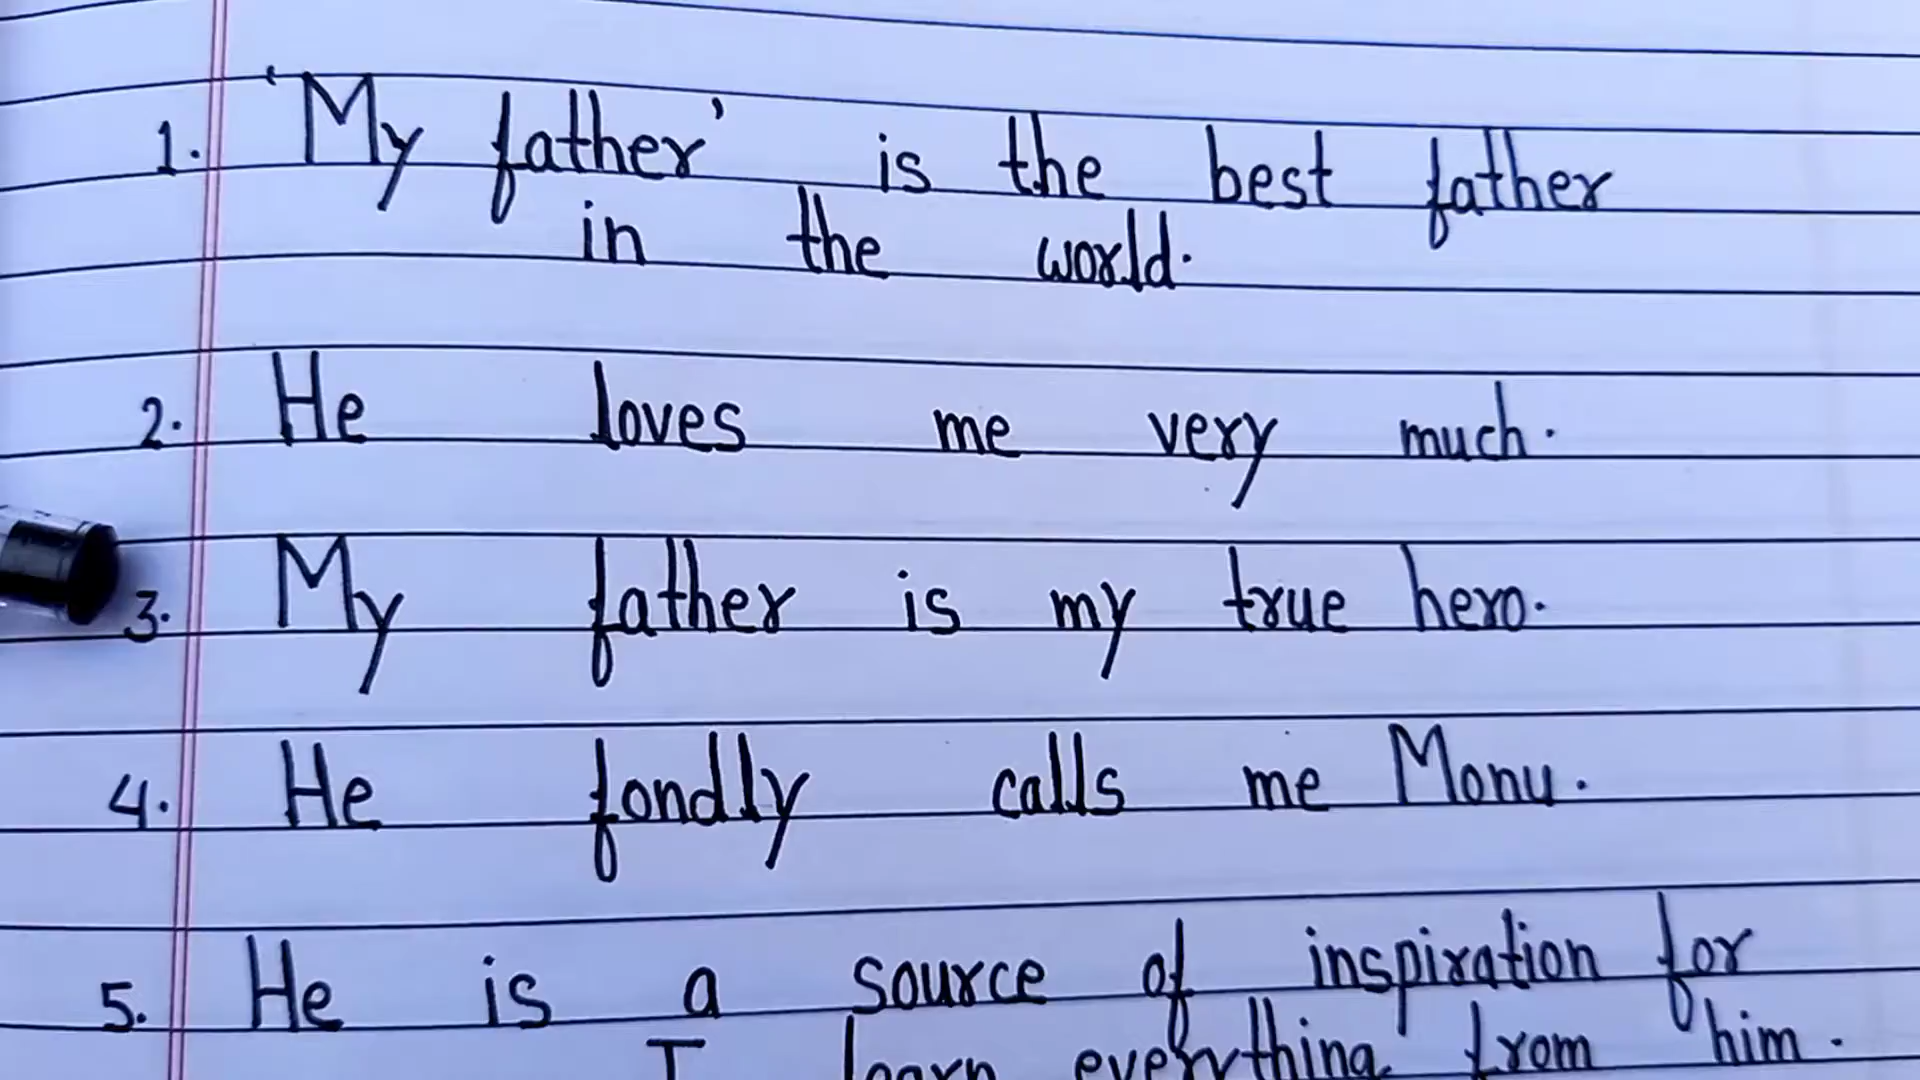 1. 'My father' is the best father
in the world.
2. He loves me very much.
3. My father is my true hero.
4. He fondly calls me Monu.
5. He is a source of inspiration for
I learn everything from him.